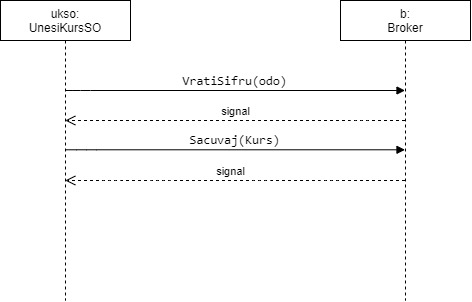 ukso:
UnesiKursSO
b:
Broker
VratiSifru(odo)
signal
Sacuvaj(Kurs)
signal